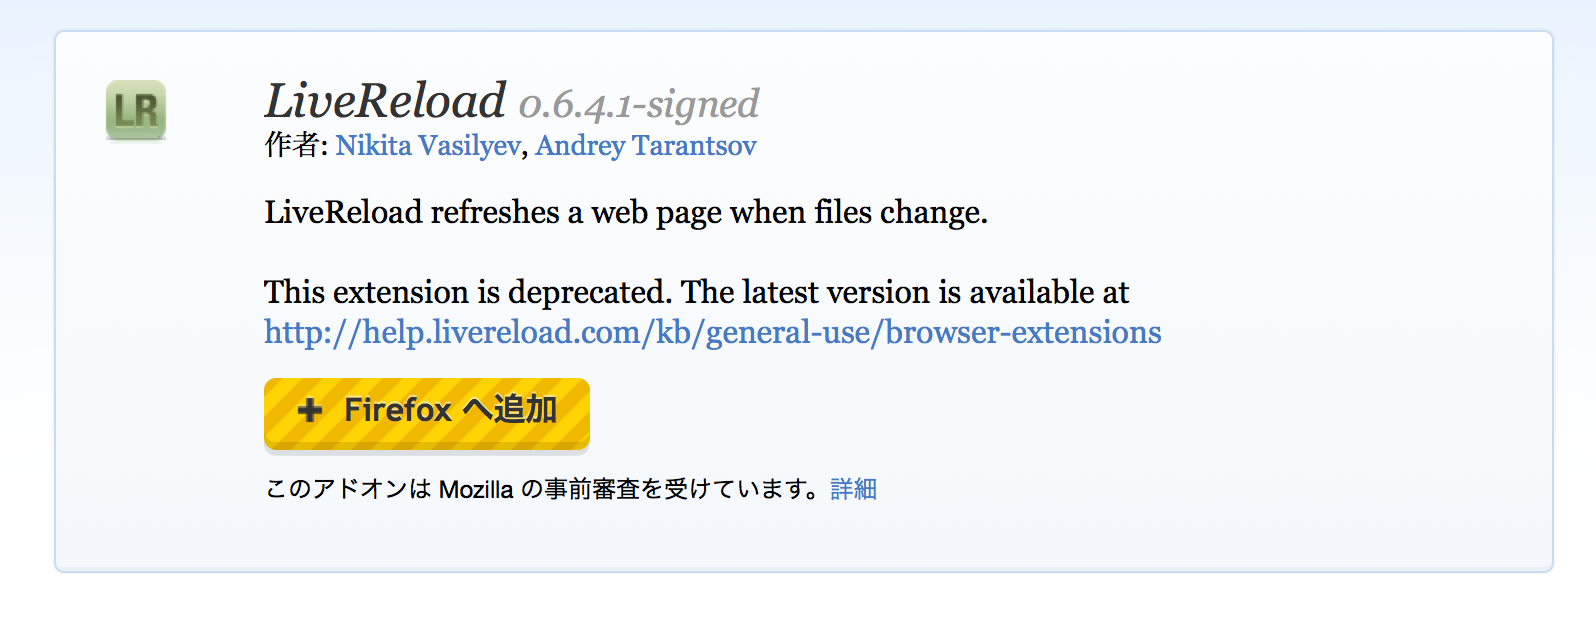 LR
LiveReload 0.6.4.1-signed
作者: Nikita Vasilyev, Andrey Tarantsov
LiveReload refreshes a web page when files change.
This extension is deprecated. The latest version is available at
http://help.livereload.com/kb/general-use/browser-extensions
+ Firefox へ追加
このアドオンは Mozilla の事前審査を受けています。詳細